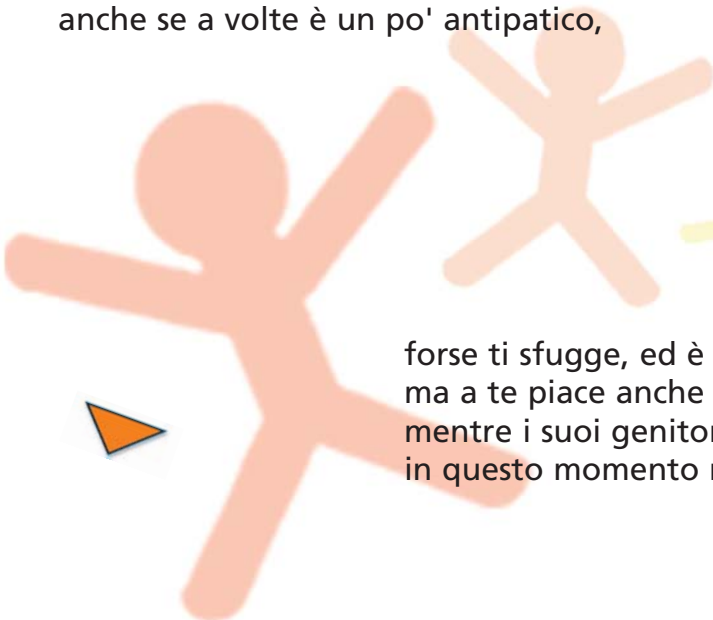 anche se a volte è un po' antipatico,
forse ti sfugge, ed è
ma a te piace anche
mentre i suoi genitor
in questo momento